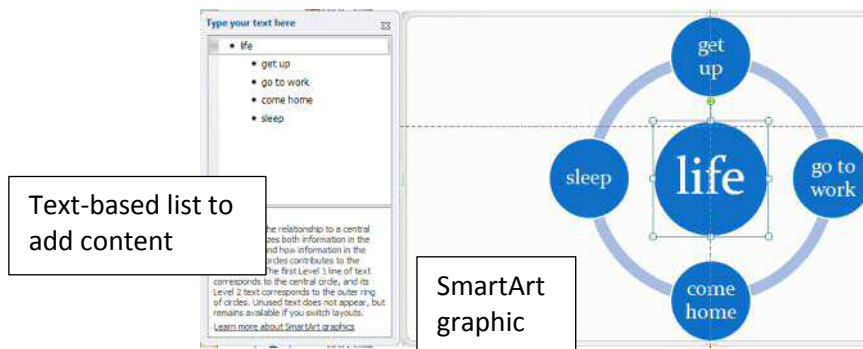 Type your text here
life
get up
go to work
come home
sleep
Text-based list to
add content
he relationship to a central
zes both information in the
nd how information in the
rcles contributes to the
The first Level 1 line of text
corresponds to the central circle, and its
Level 2 text corresponds to the outer ring
of circles. Unused text does not appear, but
remains available if you switch layouts.
Learn more about SmartArt graphics
get
up
sleep
life
go to
work
come
home
SmartArt
graphic